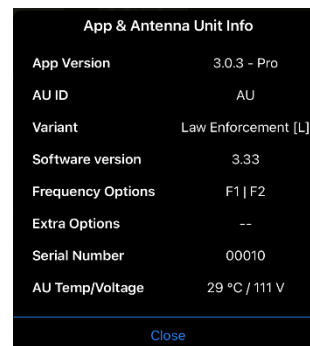 App & Antenna Unit Info
App Version 3.0.3 - Pro
AU ID AU
Variant Law Enforcement [L]
Software version 3.33
Frequency Options F1 | F2
Extra Options --
Serial Number 00010
AU Temp/Voltage 29 °C / 111 V
Close